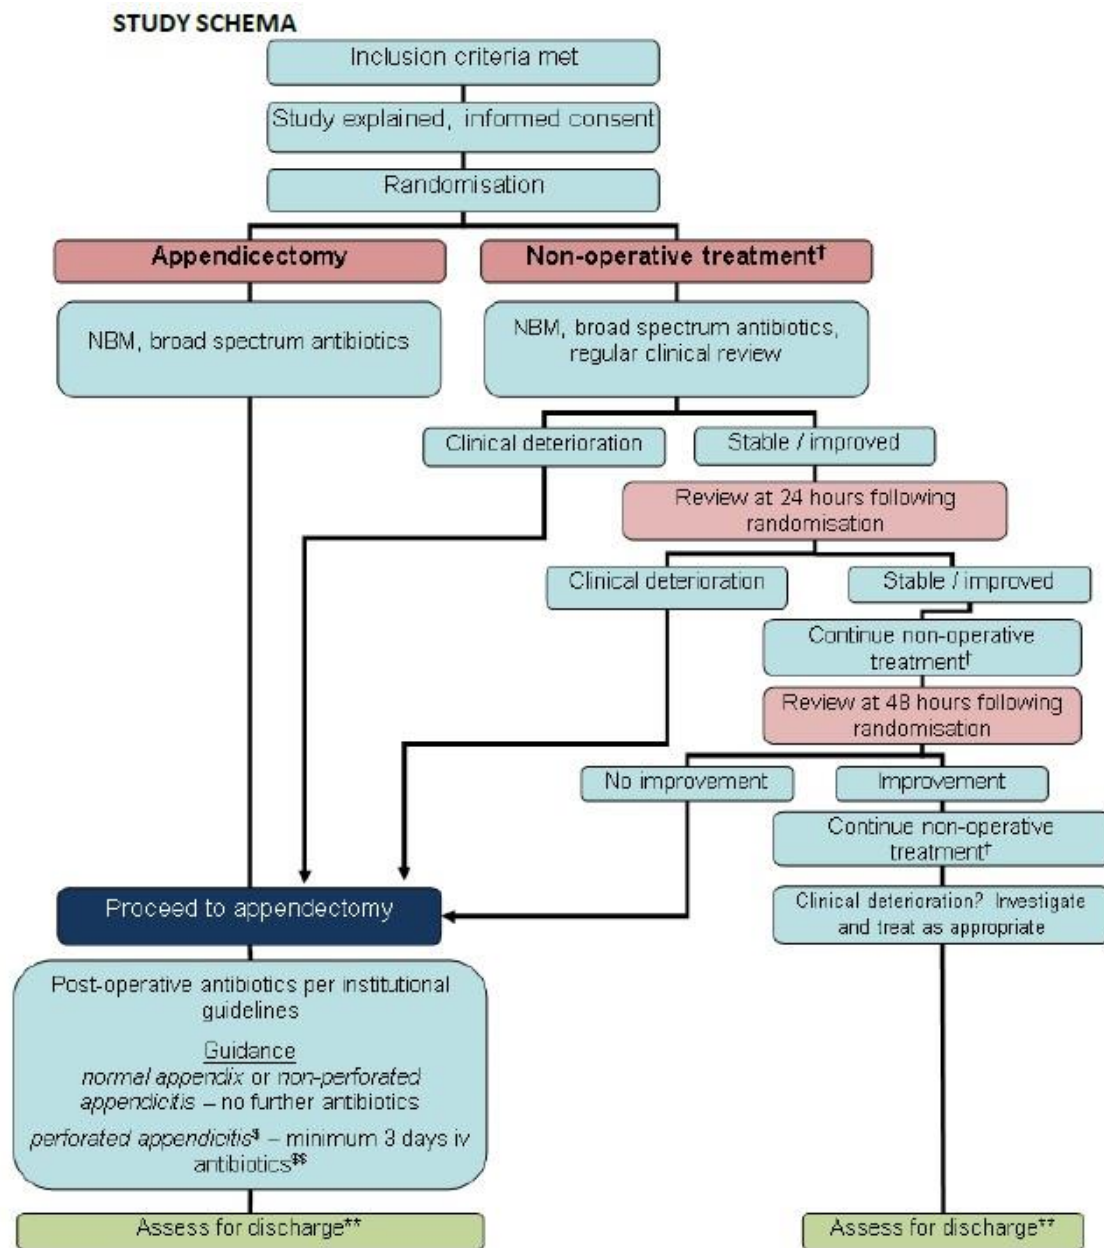 STUDY SCHEMA
Inclusion criteria met
Study explained, informed consent
Randomisation
Appendicectomy
Non-operative treatment†
NBM, broad spectrum antibiotics
NBM, broad spectrum antibiotics,
regular clinical review
Clinical deterioration
Stable / improved
Review at 24 hours following
randomisation
Clinical deterioration
Stable / improved
Continue non-operative
treatment†
Review at 48 hours following
randomisation
No improvement
Improvement
Continue non-operative
treatment†
Clinical deterioration? Investigate
and treat as appropriate
Proceed to appendectomy
Post-operative antibiotics per institutional
guidelines
Guidance
normal appendix or non-perforated
appendicitis – no further antibiotics
perforated appendicitis$ – minimum 3 days iv
antibiotics$$
Assess for discharge**
Assess for discharge**